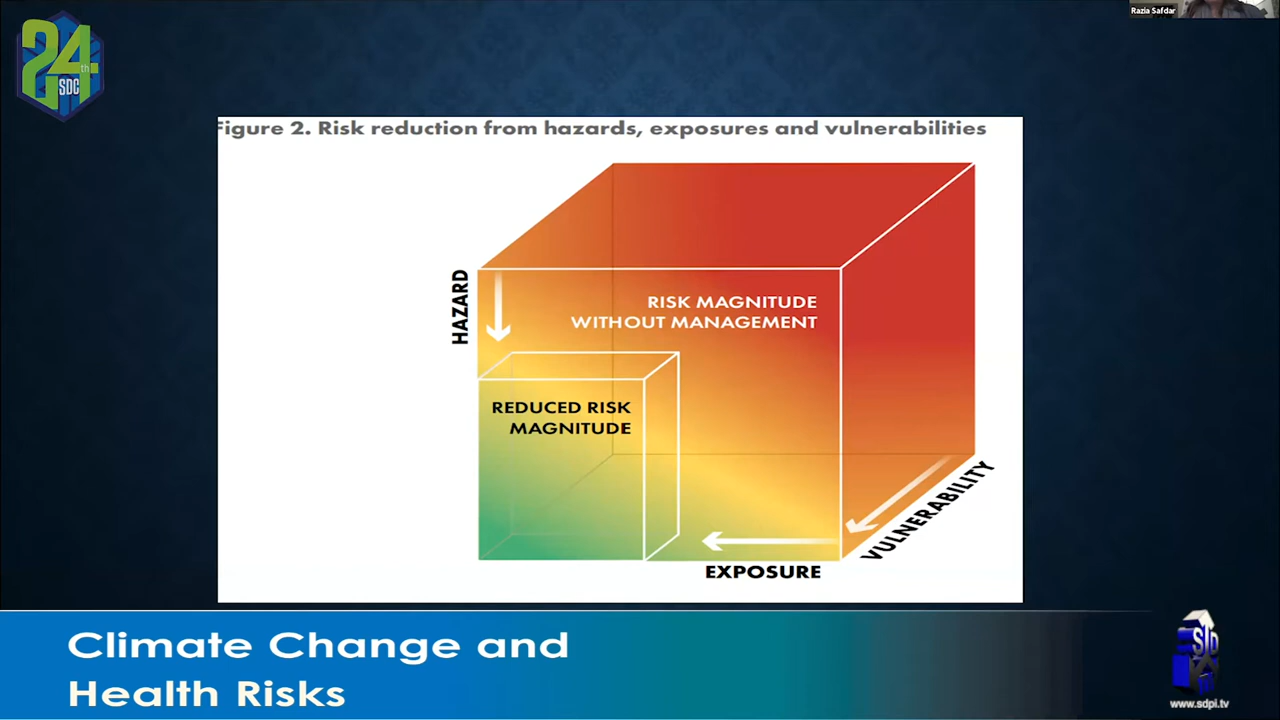 Razia Safdar
24th
SDC
Figure 2. Risk reduction from hazards, exposures and vulnerabilities
HAZARD
RISK MAGNITUDE
WITHOUT MANAGEMENT
REDUCED RISK
MAGNITUDE
VULNERABILITY
EXPOSURE
Climate Change and
Health Risks
SDPI
www.sdpi.tv